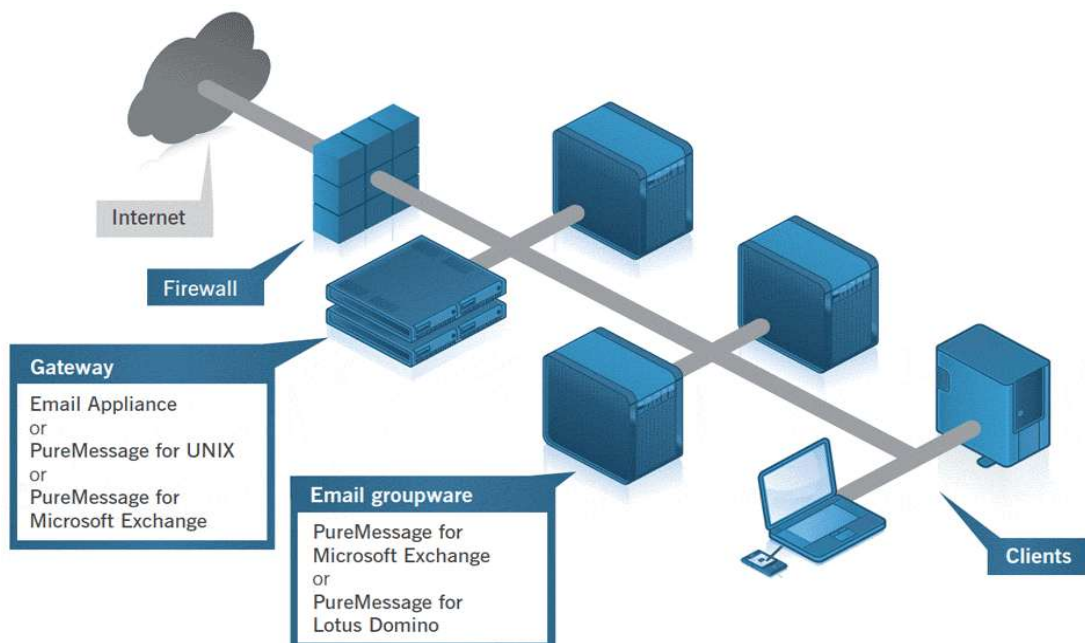 Internet
Firewall
Gateway
Email Appliance
or
PureMessage for UNIX
or
PureMessage for
Microsoft Exchange
Email groupware
PureMessage for
Microsoft Exchange
or
PureMessage for
Lotus Domino
Clients